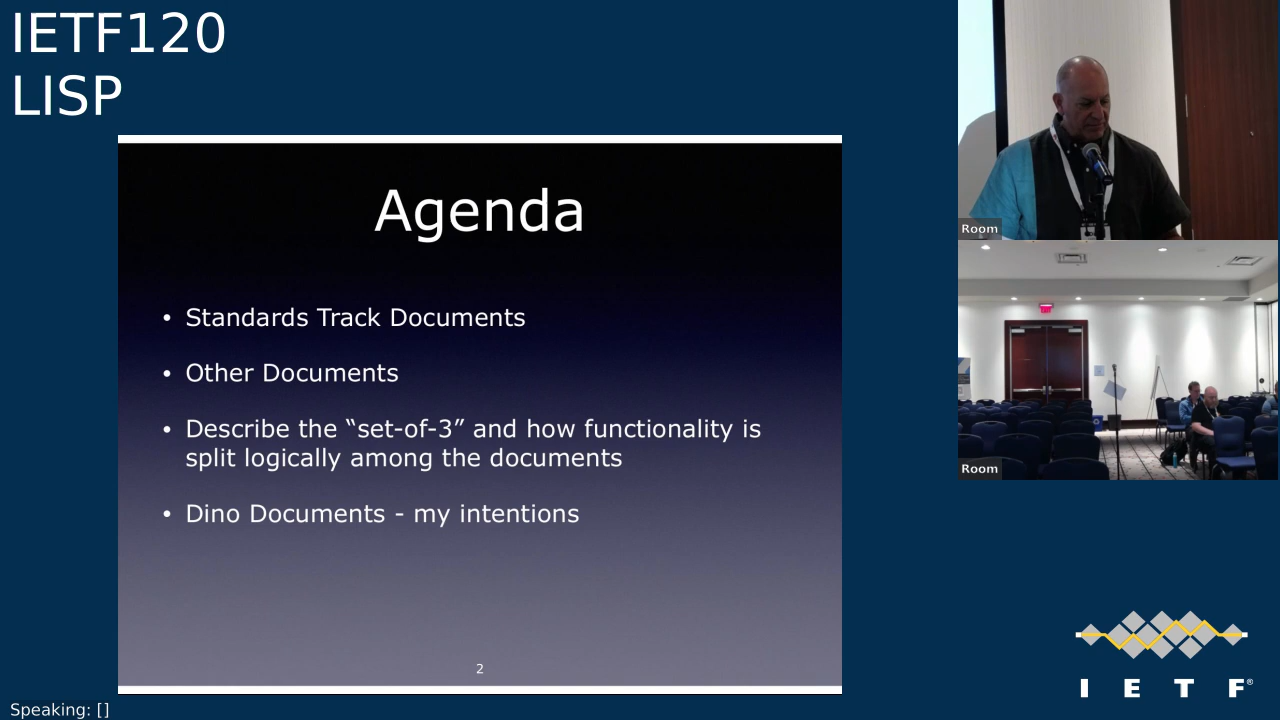 IETF120
LISP
Agenda
• Standards Track Documents
• Other Documents
• Describe the “set-of-3” and how functionality is
split logically among the documents
• Dino Documents - my intentions
2
Room
Room
I E T F®
Speaking: []